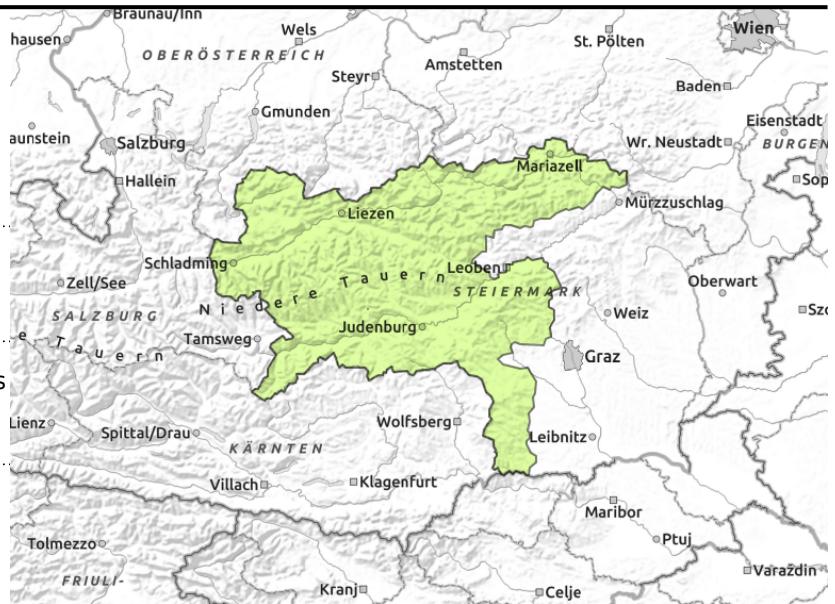 Braunau/Inn
hausen
Wels
St. Pölten
Wien
OBERÖSTERREICH
Amstetten
Steyr
Baden
Gmunden
Eisenstadt
aunstein
Salzburg
Wr. Neustadt
BURGEN
Mariazell
Hallein
Sop
Mürzzuschlag
Liezen
Schladming
Leoben
Zell/See
Niedere Tauern
STEIERMARK
Oberwart
SALZBURG
Weiz
Szo
Judenburg
Tamsweg
e Tauern
Graz
s
Lienz
Wolfsberg
Spittal/Drau
Leibnitz
KÄRNTEN
Villach
Klagenfurt
Maribor
Tolmezzo
Ptuj
Varaždin
FRIULI-
Kranj
Celje